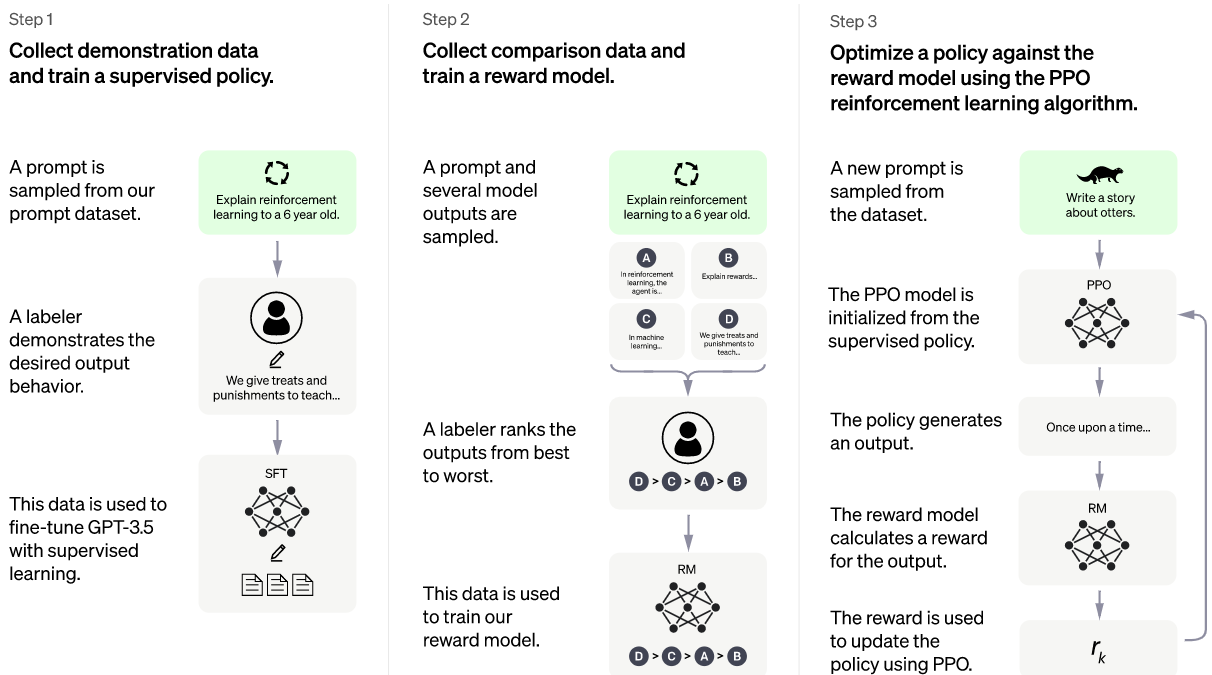 Step 1
Collect demonstration data
and train a supervised policy.
A prompt is
sampled from our
prompt dataset.
Explain reinforcement
learning to a 6 year old.
A labeler
demonstrates the
desired output
behavior.
We give treats and
punishments to teach...
This data is used to
fine-tune GPT-3.5
with supervised
learning.
SFT
Step 2
Collect comparison data and
train a reward model.
A prompt and
several model
outputs are
sampled.
Explain reinforcement
learning to a 6 year old.
A
In reinforcement
learning, the
agent is...
B
Explain rewards...
C
In machine
learning...
D
We give treats and
punishments to
teach...
A labeler ranks the
outputs from best
to worst.
D > C > A > B
This data is used
to train our
reward model.
RM
D > C > A > B
Step 3
Optimize a policy against the
reward model using the PPO
reinforcement learning algorithm.
A new prompt is
sampled from
the dataset.
Write a story
about otters.
The PPO model is
initialized from the
supervised policy.
PPO
The policy generates
an output.
Once upon a time...
The reward model
calculates a reward
for the output.
RM
The reward is used
to update the
policy using PPO.
r_k